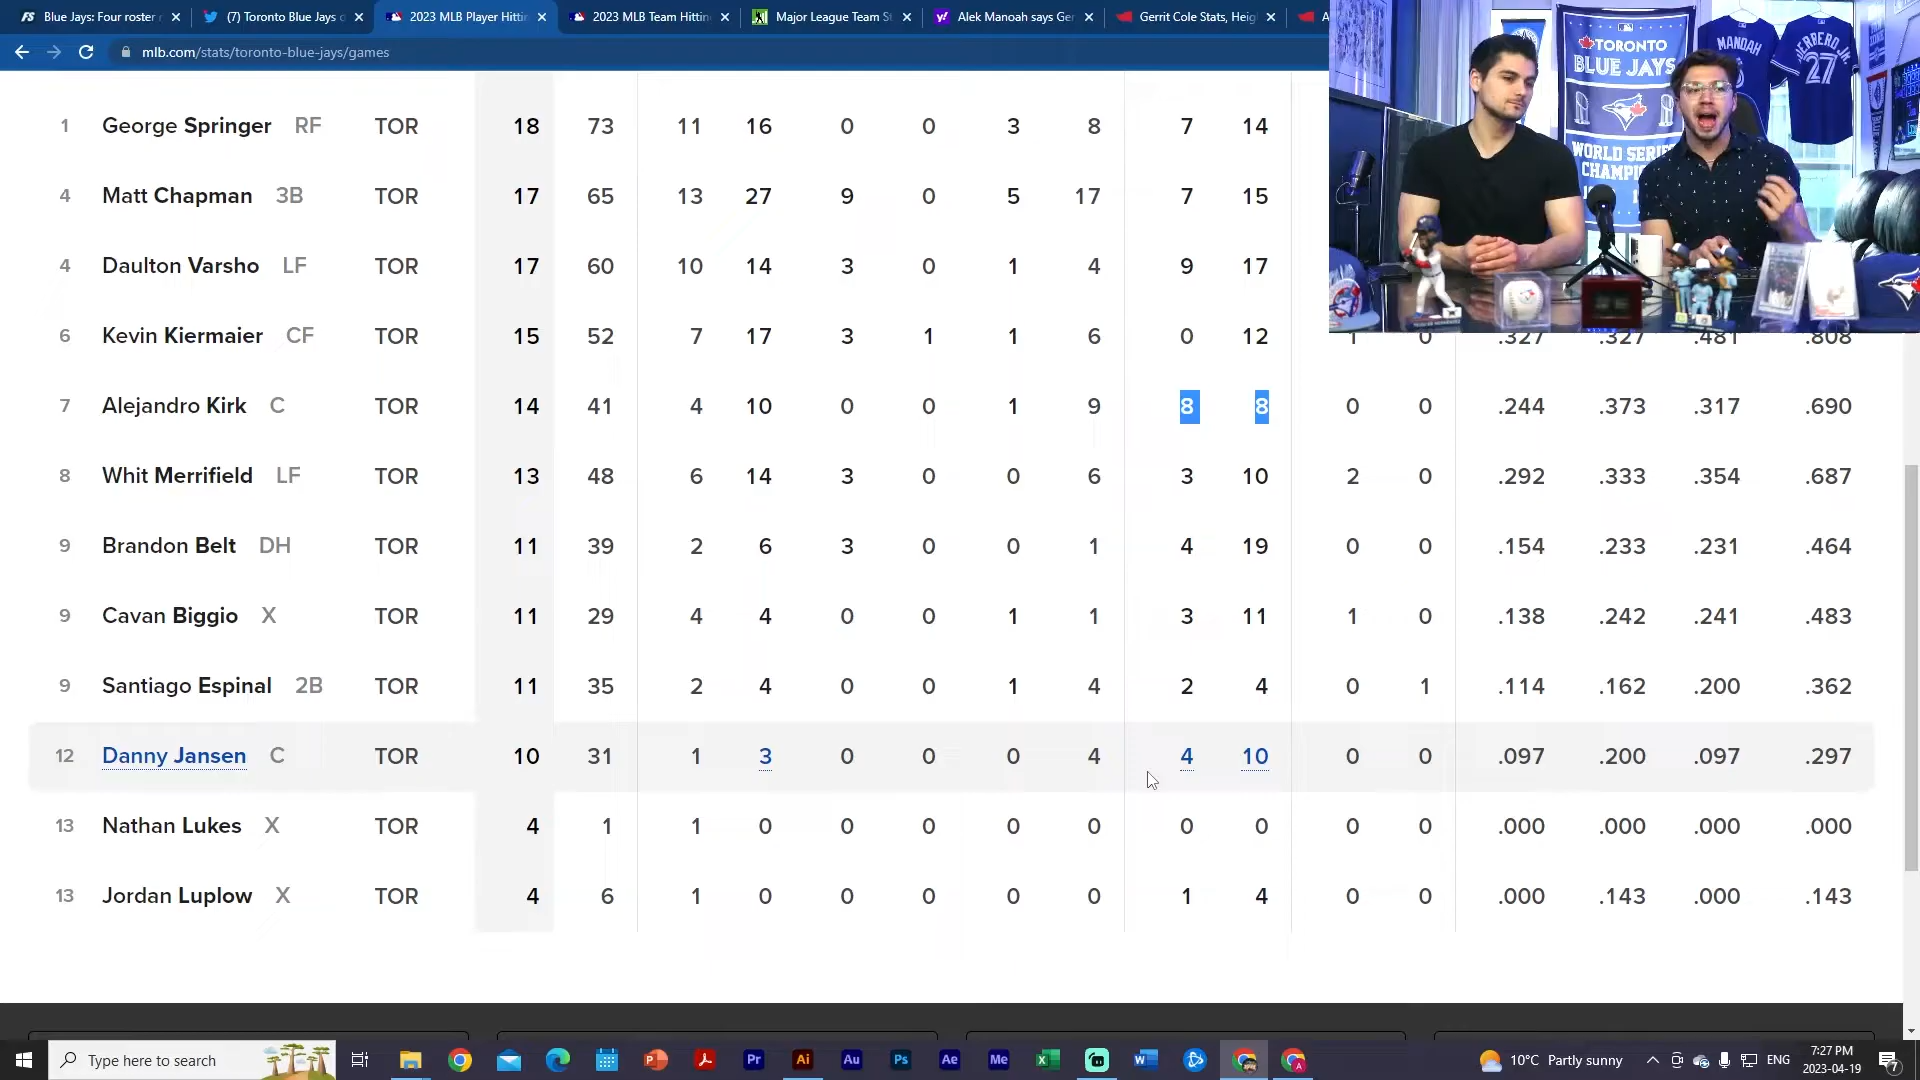 Blue Jays: Four roster
(7) Toronto Blue Jays
2023 MLB Player Hitti
2023 MLB Team Hittin
Major League Team S
Alek Manoah says Ger
Gerrit Cole Stats, Heig
mlb.com/stats/toronto-blue-jays/games
TORONTO
BLUE JAYS
WORLD SERIES
MANOAH
27
1 George Springer RF TOR 18 73 11 16 0 0 3 8 7 14
4 Matt Chapman 3B TOR 17 65 13 27 9 0 5 17 7 15
4 Daulton Varsho LF TOR 17 60 10 14 3 0 1 4 9 17
6 Kevin Kiermaier CF TOR 15 52 7 17 3 1 1 6 0 12 1 0 .327 .327 .481 .808
7 Alejandro Kirk C TOR 14 41 4 10 0 0 1 9 8 8 0 0 .244 .373 .317 .690
8 Whit Merrifield LF TOR 13 48 6 14 3 0 0 6 3 10 2 0 .292 .333 .354 .687
9 Brandon Belt DH TOR 11 39 2 6 3 0 0 1 4 19 0 0 .154 .233 .231 .464
9 Cavan Biggio X TOR 11 29 4 4 0 0 1 1 3 11 1 0 .138 .242 .241 .483
9 Santiago Espinal 2B TOR 11 35 2 4 0 0 1 4 2 4 0 1 .114 .162 .200 .362
12 Danny Jansen C TOR 10 31 1 3 0 0 0 4 4 10 0 0 .097 .200 .097 .297
13 Nathan Lukes X TOR 4 1 1 0 0 0 0 0 0 0 0 0 .000 .000 .000 .000
13 Jordan Luplow X TOR 4 6 1 0 0 0 0 0 1 4 0 0 .000 .143 .000 .143
Type here to search
Pr Ai Au Ps Ae Me
10°C Partly sunny
ENG
7:27 PM
2023-04-19
7